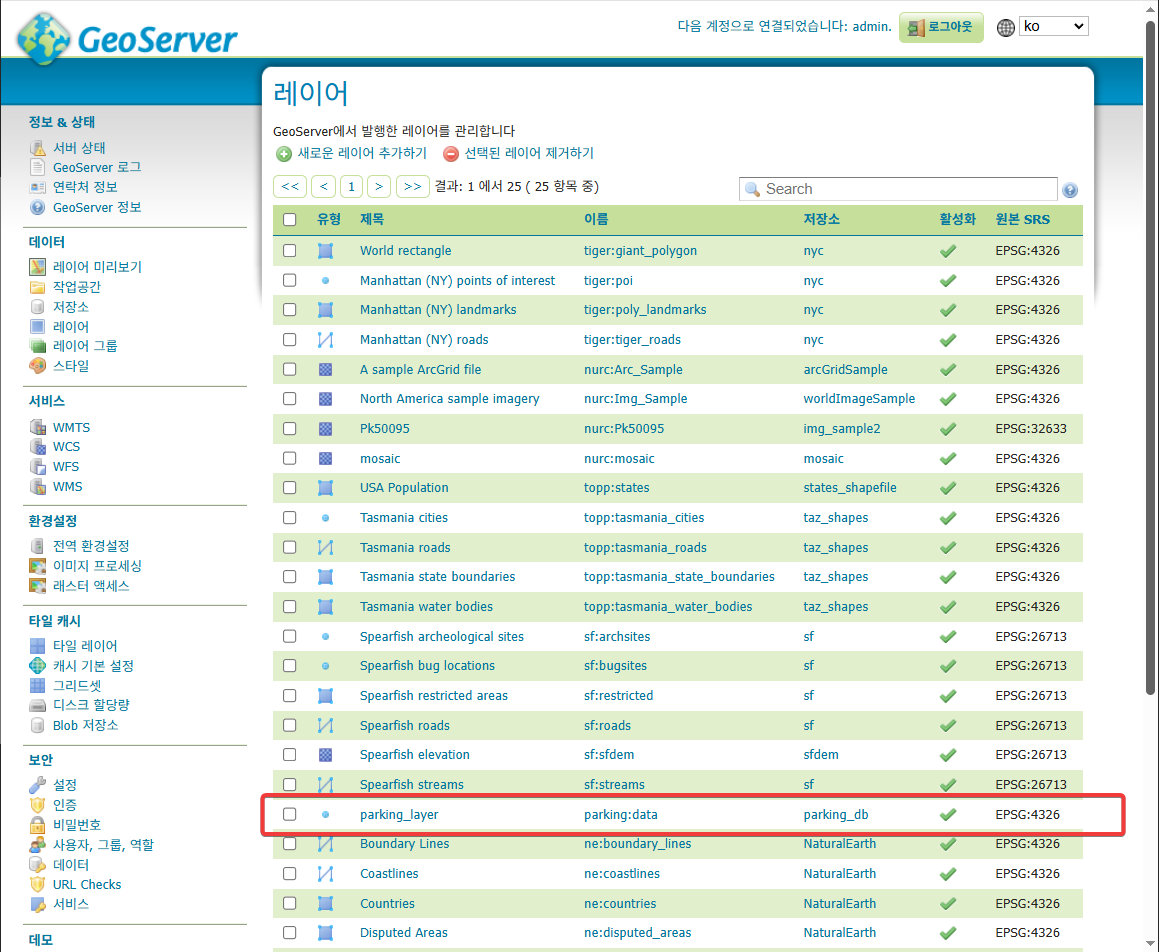 GeoServer
다음 계정으로 연결되었습니다: admin.
로그아웃
ko
정보 & 상태
서버 상태
GeoServer 로그
연락처 정보
GeoServer 정보
데이터
레이어 미리보기
작업공간
저장소
레이어
레이어 그룹
스타일
서비스
WMTS
WCS
WFS
WMS
환경설정
전역 환경설정
이미지 프로세싱
래스터 액세스
타일 캐시
타일 레이어
캐시 기본 설정
그리드셋
디스크 할당량
Blob 저장소
보안
설정
인증
비밀번호
사용자, 그룹, 역할
데이터
URL Checks
서비스
데모
레이어
GeoServer에서 발행한 레이어를 관리합니다
새로운 레이어 추가하기 선택된 레이어 제거하기
<< < 1 > >> 결과: 1 에서 25 ( 25 항목 중) Search
유형 제목 이름 저장소 활성화 원본 SRS
World rectangle tiger:giant_polygon nyc EPSG:4326
Manhattan (NY) points of interest tiger:poi nyc EPSG:4326
Manhattan (NY) landmarks tiger:poly_landmarks nyc EPSG:4326
Manhattan (NY) roads tiger:tiger_roads nyc EPSG:4326
A sample ArcGrid file nurc:Arc_Sample arcGridSample EPSG:4326
North America sample imagery nurc:Img_Sample worldImageSample EPSG:4326
Pk50095 nurc:Pk50095 img_sample2 EPSG:32633
mosaic nurc:mosaic mosaic EPSG:4326
USA Population topp:states states_shapefile EPSG:4326
Tasmania cities topp:tasmania_cities taz_shapes EPSG:4326
Tasmania roads topp:tasmania_roads taz_shapes EPSG:4326
Tasmania state boundaries topp:tasmania_state_boundaries taz_shapes EPSG:4326
Tasmania water bodies topp:tasmania_water_bodies taz_shapes EPSG:4326
Spearfish archeological sites sf:archsites sf EPSG:26713
Spearfish bug locations sf:bugsites sf EPSG:26713
Spearfish restricted areas sf:restricted sf EPSG:26713
Spearfish roads sf:roads sf EPSG:26713
Spearfish elevation sf:sfdem sfdem EPSG:26713
Spearfish streams sf:streams sf EPSG:26713
parking_layer parking:data parking_db EPSG:4326
Boundary Lines ne:boundary_lines NaturalEarth EPSG:4326
Coastlines ne:coastlines NaturalEarth EPSG:4326
Countries ne:countries NaturalEarth EPSG:4326
Disputed Areas ne:disputed_areas NaturalEarth EPSG:4326